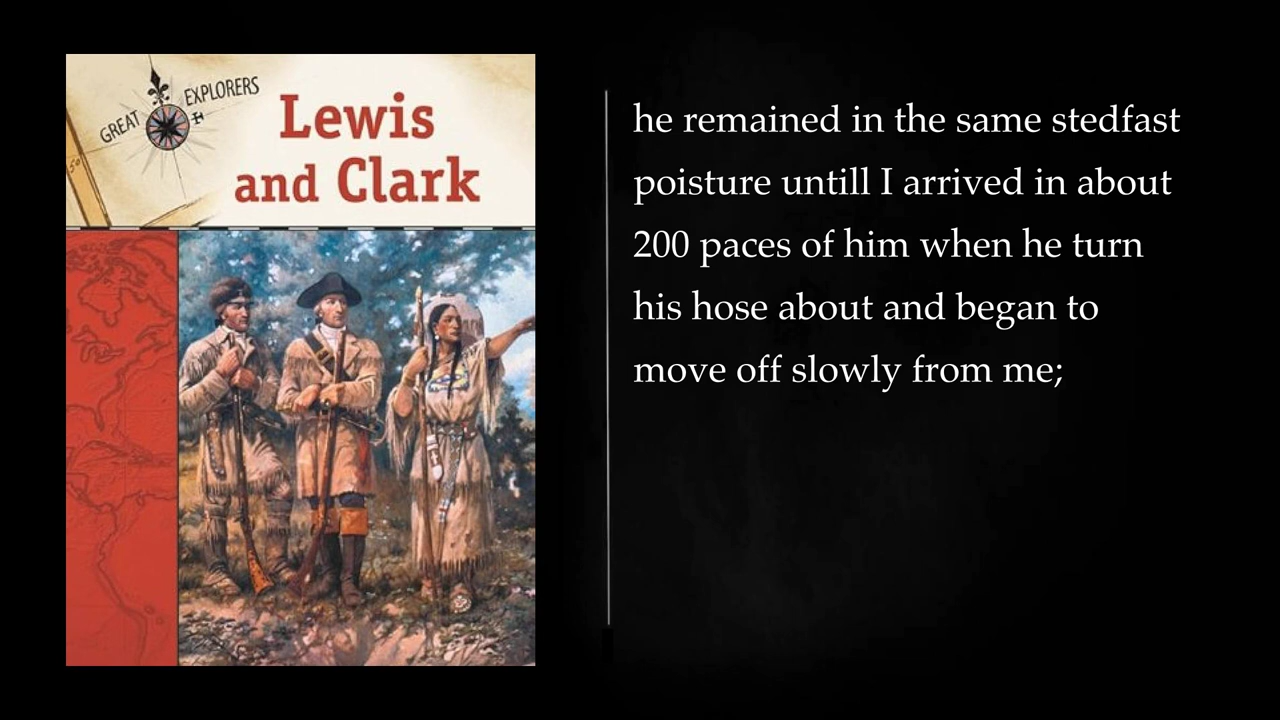 GREAT EXPLORERS
Lewis
and Clark
50
he remained in the same stedfast
poisture untill I arrived in about
200 paces of him when he turn
his hose about and began to
move off slowly from me;